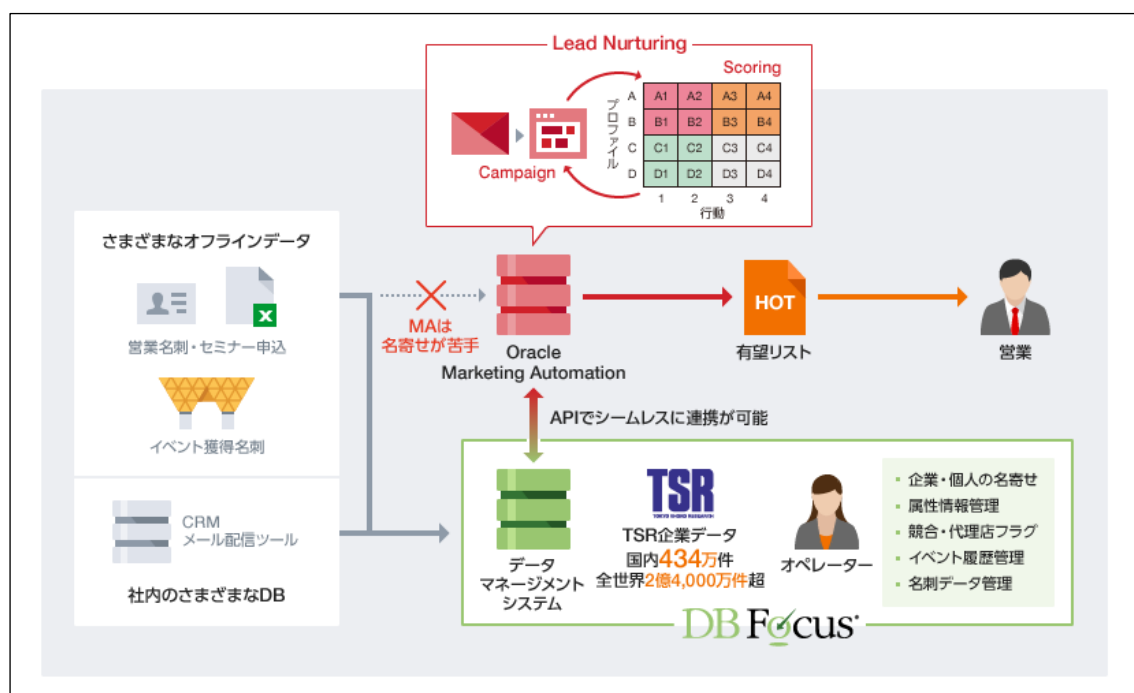 Lead Nurturing
Scoring
プロファイル
A
A1 A2 A3 A4
B
B1 B2 B3 B4
C
C1 C2 C3 C4
D
D1 D2 D3 D4
1 2 3 4
行動
Campaign
さまざまなオフラインデータ
X
営業名刺・セミナー申込
イベント獲得名刺
CRM
メール配信ツール
社内のさまざまなDB
MAは
名寄せが苦手
Oracle
Marketing Automation
HOT
有望リスト
営業
APIでシームレスに連携が可能
データ
マネージメント
システム
TSR
TOKYO SHOKO RESEARCH
TSR企業データ
国内434万件
全世界2億4,000万件超
オペレーター
企業・個人の名寄せ
属性情報管理
競合・代理店フラグ
イベント履歴管理
名刺データ管理
DB Focus